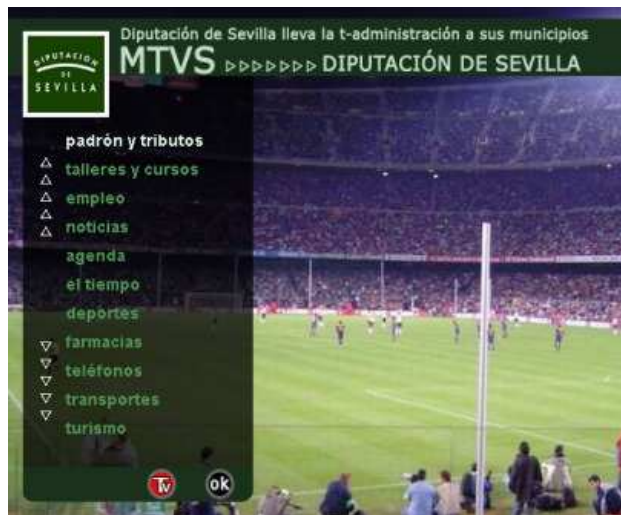 Diputación de Sevilla lleva la t-administración a sus municipios
MTVS ▷▷▷▷▷▷▷ DIPUTACIÓN DE SEVILLA
DIPUTACIÓN
DE
SEVILLA
padrón y tributos
talleres y cursos
empleo
noticias
agenda
el tiempo
deportes
farmacias
teléfonos
transportes
turismo
TV
ok